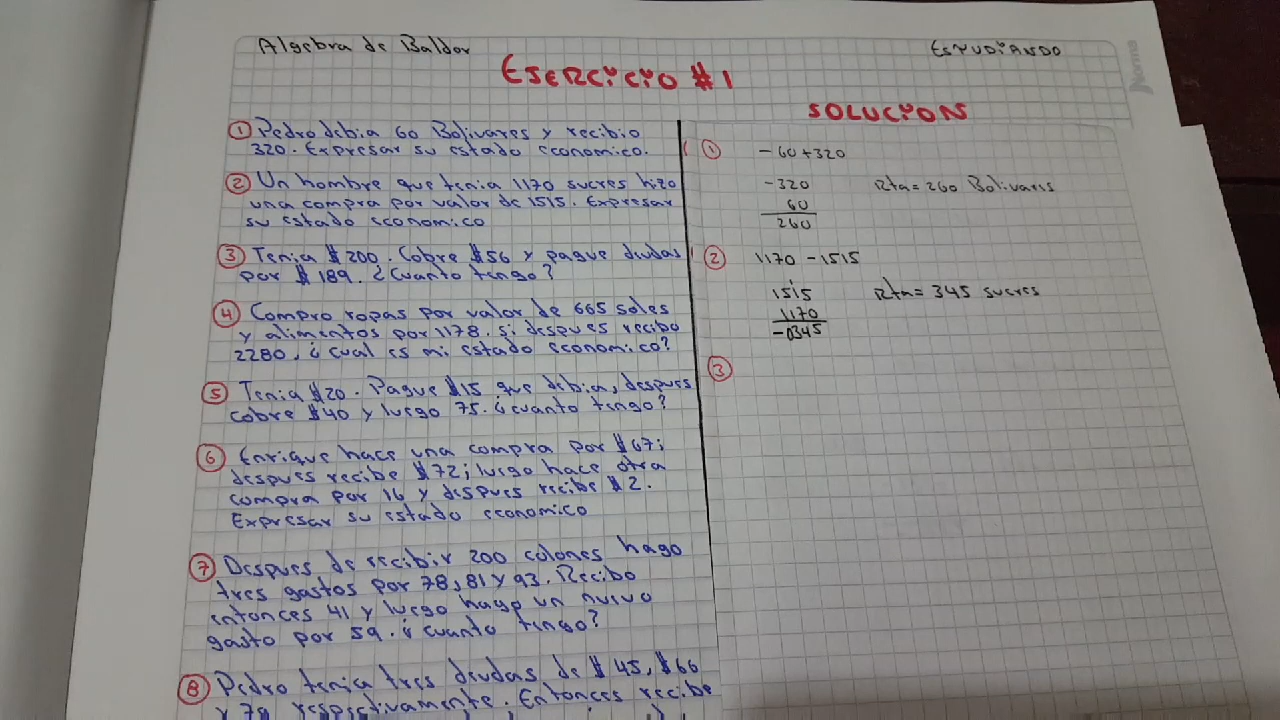 Algebra de Baldor
ESTUDIANDO
Norma
EJERCICIO #1
SOLUCION
① Pedro debia 60 Bolivares y recibio
320. Expresar su estado economico.
② Un hombre que tenia 1170 sucres hizo
una compra por valor de 1515. Expresar
su estado economico
③ Tenia $200. Cobre $56 y pague deudas
por $189. ¿Cuanto tengo?
④ Compro ropas por valor de 665 soles
y alimentos por 1178. si despues recibo
2280, ¿cual es mi estado economico?
⑤ Tenia $20. Pague $15 que debia, despues
cobre $40 y luego 75. ¿cuanto tengo?
⑥ Enrique hace una compra por $67;
despues recibe $72; luego hace otra
compra por 16 y despues recibe $2.
Expresar su estado economico
⑦ Despues de recibir 200 colones hago
tres gastos por 78, 81 y 93. Recibo
entonces 41 y luego hago un nuevo
gasto por 59. ¿cuanto tengo?
⑧ Pedro tenia tres deudas de $45, $66
y 79 respectivamente. Entonces recibe
① -60+320
-320 Rta= 260 Bolivares
60
260
② 1170 -1515
1515 Rta= 345 sucres
1170
-0345
③